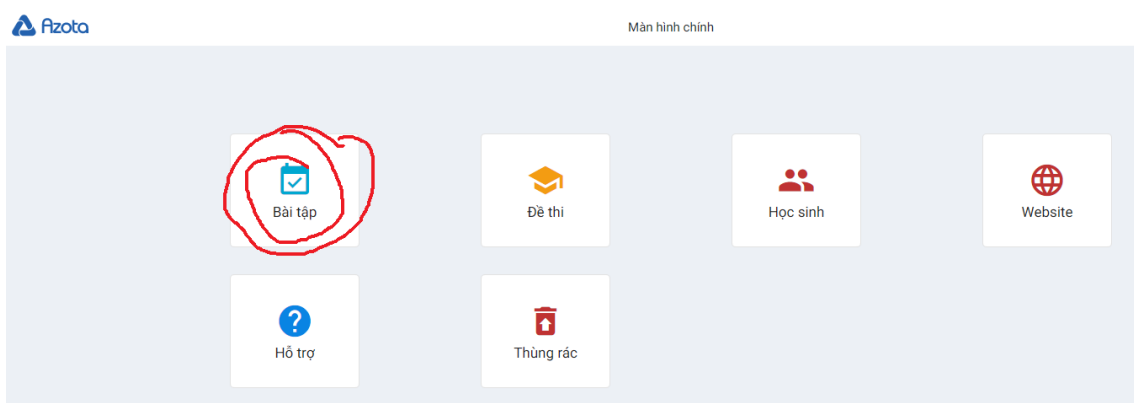 Azota
Màn hình chính
Bài tập
Đề thi
Học sinh
Website
Hỗ trợ
Thùng rác